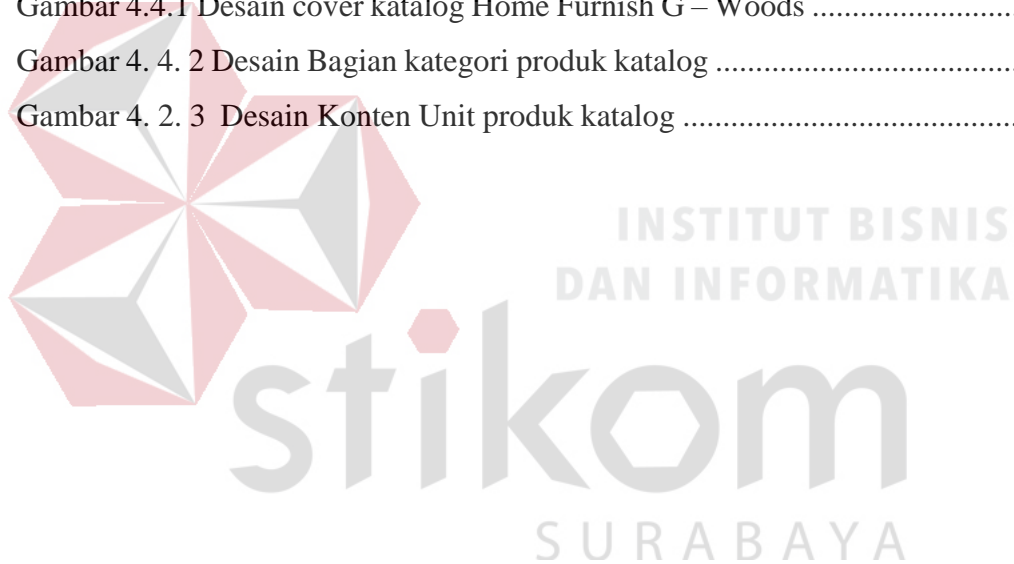 Gambar 4.4.1 Desain cover katalog Home Furnish G – Woods ........................
Gambar 4. 4. 2 Desain Bagian kategori produk katalog ....................................
Gambar 4. 2. 3  Desain Konten Unit produk katalog ........................................
INSTITUT BISNIS
DAN INFORMATIKA
stikom
SURABAYA